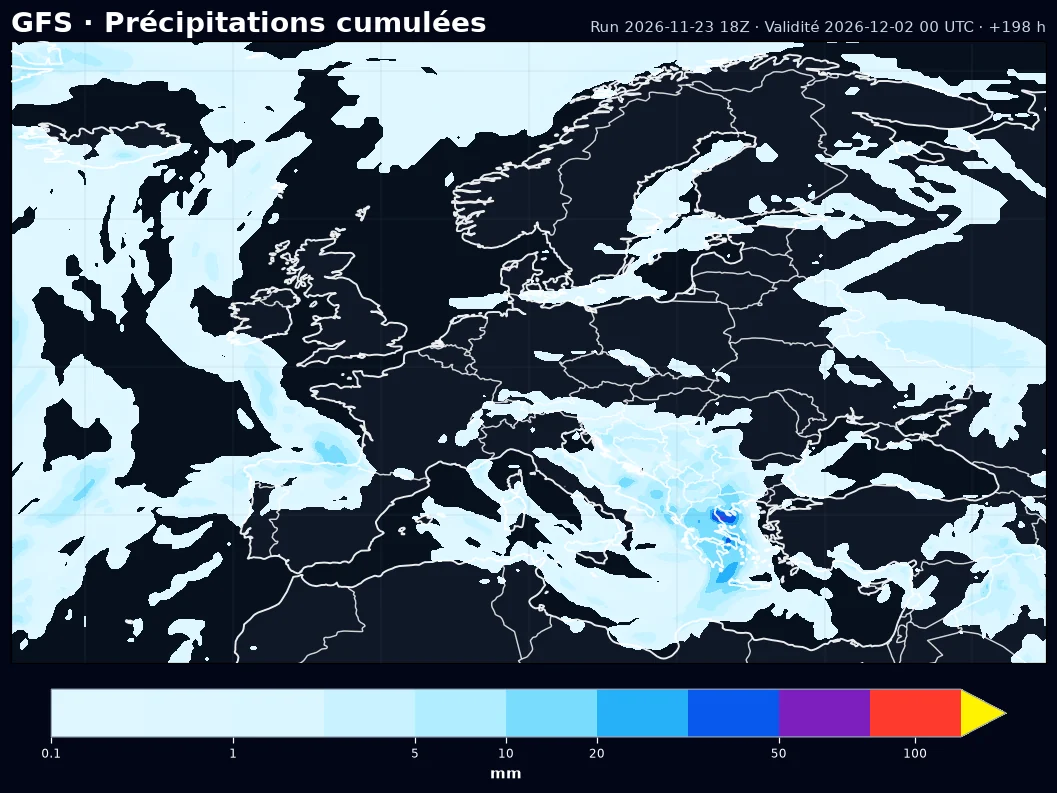 GFS · Précipitations cumulées
Run 2026-11-23 18Z · Validité 2026-12-02 00 UTC · +198 h
0.1 1 5 10 20 50 100
mm